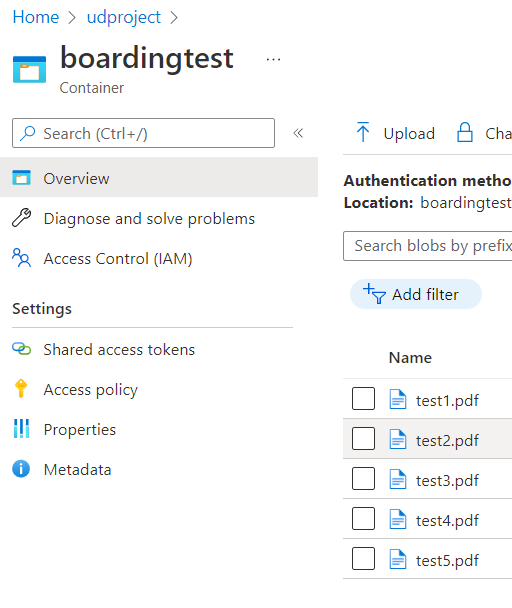 Home > udproject >
boardingtest ...
Container
Search (Ctrl+/)
Overview
Diagnose and solve problems
Access Control (IAM)
Settings
Shared access tokens
Access policy
Properties
Metadata
Upload Cha
Authentication metho
Location: boardingtest
Search blobs by prefix
Add filter
Name
test1.pdf
test2.pdf
test3.pdf
test4.pdf
test5.pdf